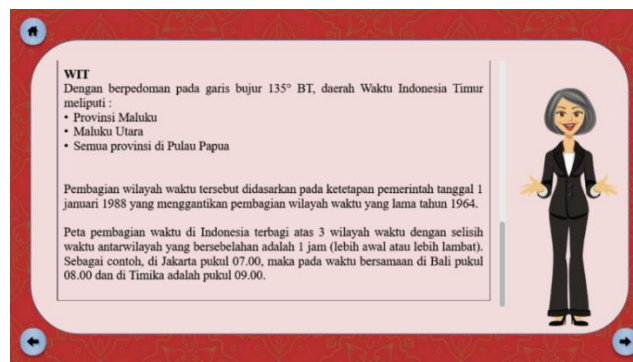 WIT
Dengan berpedoman pada garis bujur 135° BT, daerah Waktu Indonesia Timur
meliputi :
• Provinsi Maluku
• Maluku Utara
• Semua provinsi di Pulau Papua
Pembagian wilayah waktu tersebut didasarkan pada ketetapan pemerintah tanggal 1
januari 1988 yang menggantikan pembagian wilayah waktu yang lama tahun 1964.
Peta pembagian waktu di Indonesia terbagi atas 3 wilayah waktu dengan selisih
waktu antarwilayah yang bersebelahan adalah 1 jam (lebih awal atau lebih lambat).
Sebagai contoh, di Jakarta pukul 07.00, maka pada waktu bersamaan di Bali pukul
08.00 dan di Timika adalah pukul 09.00.